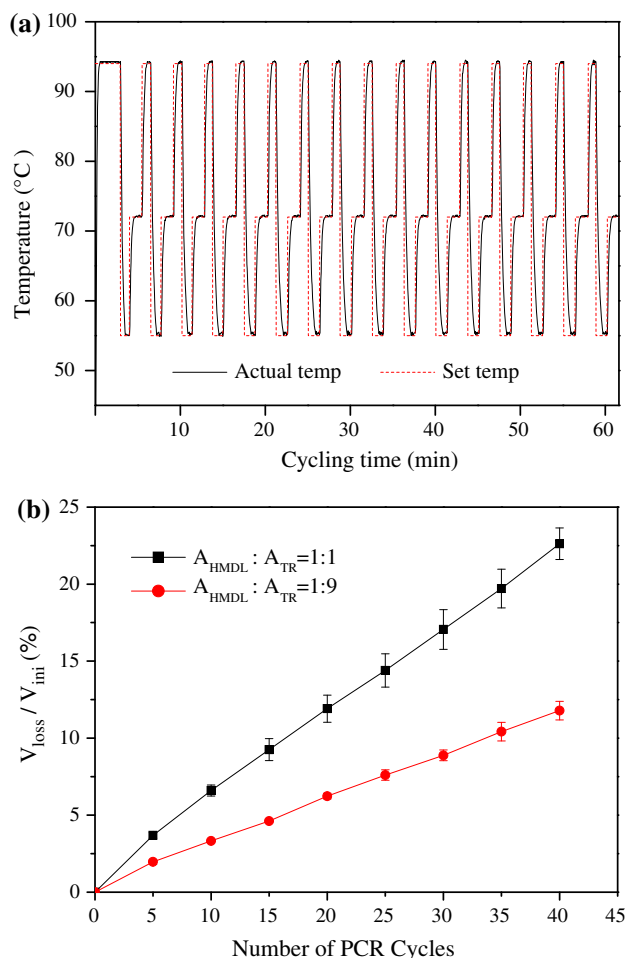 (a)
100
90
80
70
60
50
Temperature (°C )
Actual temp
Set temp
10
20
30
40
50
60
Cycling time (min)
(b)
25
20
15
10
5
0
V_loss / V_ini (%)
A_HMDL : A_TR=1:1
A_HMDL : A_TR=1:9
0
5
10
15
20
25
30
35
40
45
Number of PCR Cycles